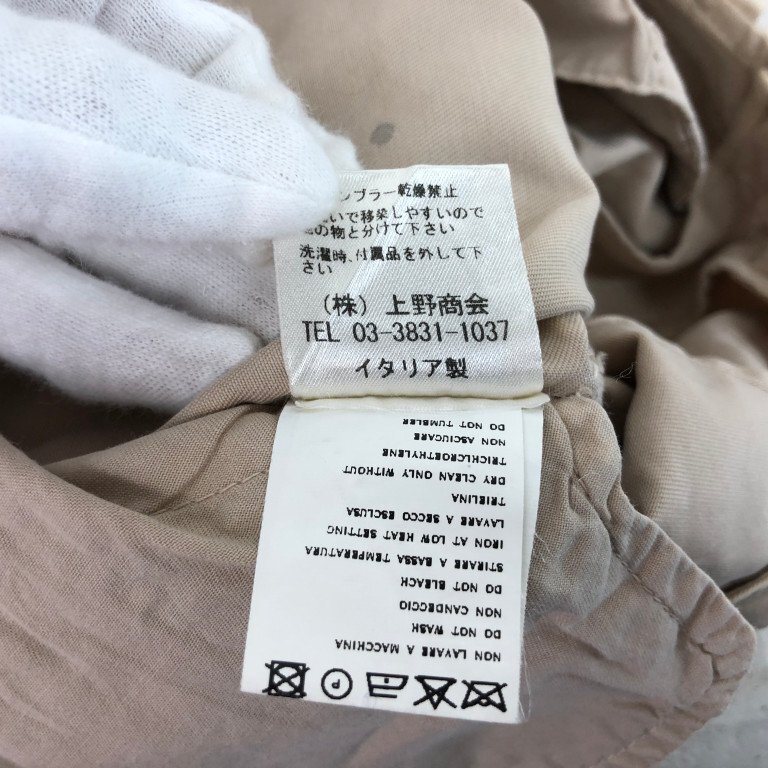 ンブラー乾燥禁止
いで移染しやすいので
の物と分けて下さい
洗濯時、付属品を外して下
さい
(株) 上野商会
TEL 03-3831-1037
イタリア製
NON LAVARE A MACCHINA
DO NOT WASH
NON CANDEGGIO
DO NOT BLEACH
STIRARE A BASSA TEMPERATURA
IRON AT LOW HEAT SETTING
LAVARE A SECCO ESCLUSA
TRIELINA
DRY CLEAN ONLY WITHOUT
TRICKLCROETHYLENE
NON ASCIUCARE
DO NOT TUMBLER
P